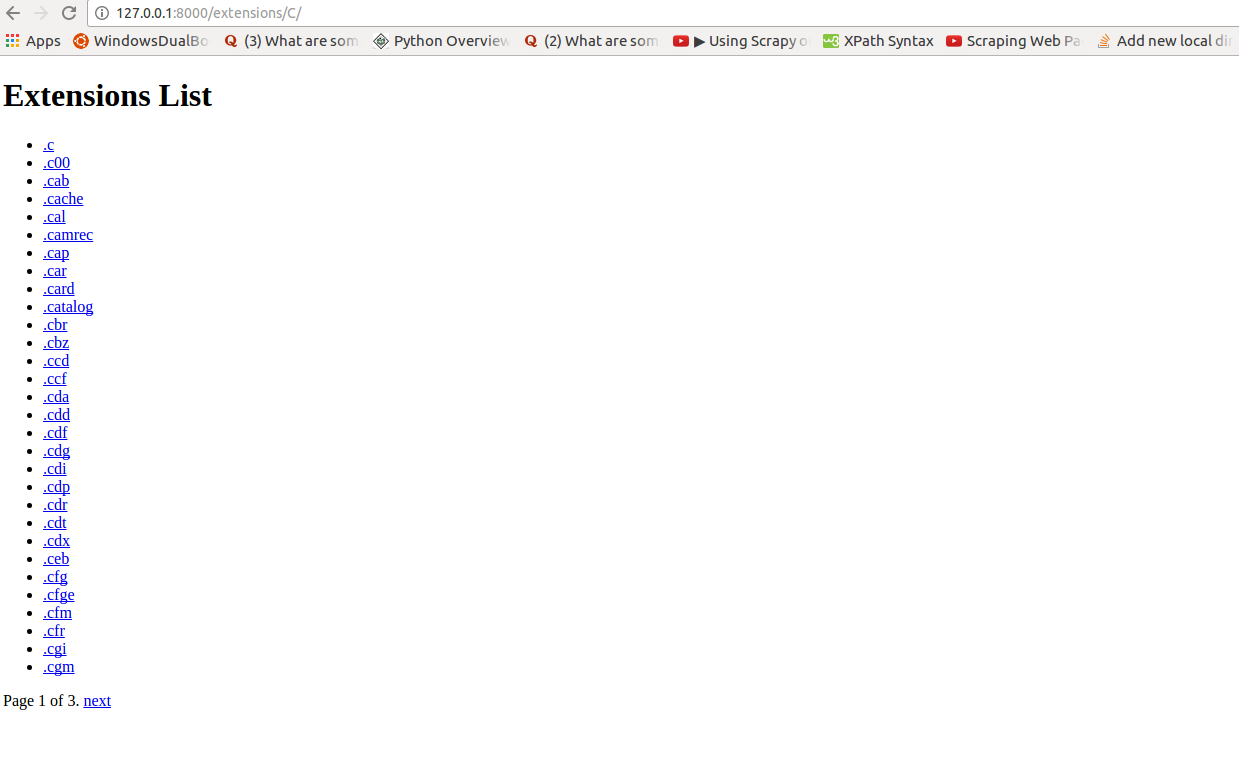 127.0.0.1:8000/extensions/C/
Apps WindowsDualBo (3) What are som Python Overview (2) What are som ▶ Using Scrapy o XPath Syntax Scraping Web Pa Add new local di
Extensions List
.c
.c00
.cab
.cache
.cal
.camrec
.cap
.car
.card
.catalog
.cbr
.cbz
.ccd
.ccf
.cda
.cdd
.cdf
.cdg
.cdi
.cdp
.cdr
.cdt
.cdx
.ceb
.cfg
.cfge
.cfm
.cfr
.cgi
.cgm
Page 1 of 3. next